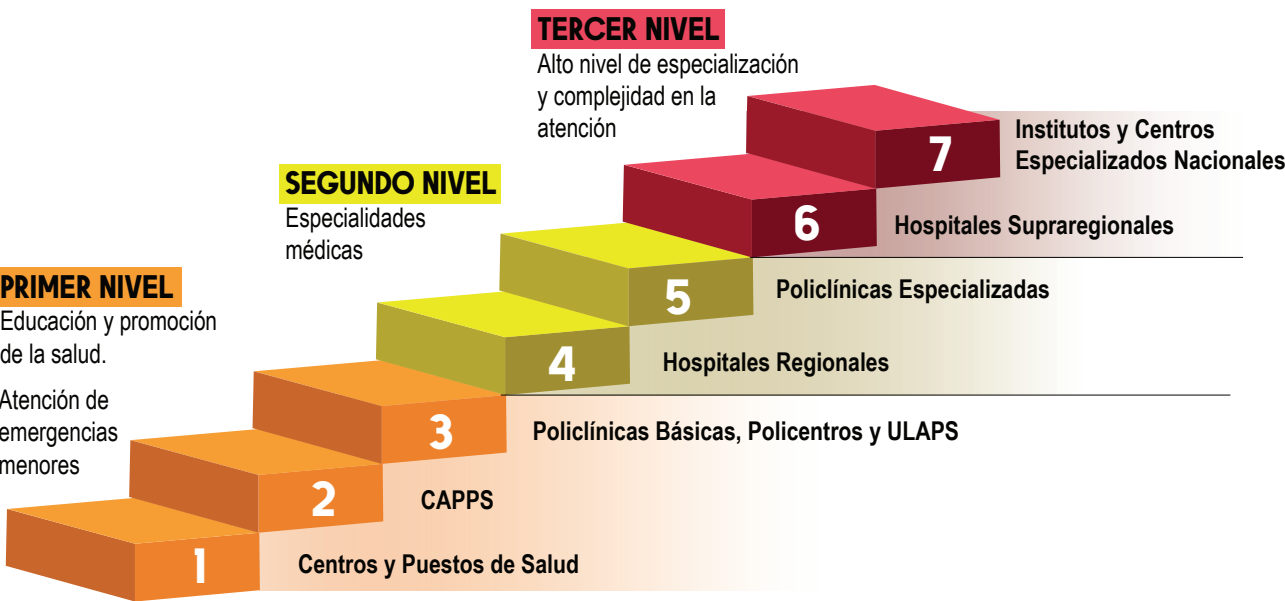 TERCER NIVEL
Alto nivel de especialización
y complejidad en la
atención
7
Institutos y Centros
Especializados Nacionales
6
Hospitales Supraregionales
SEGUNDO NIVEL
Especialidades
médicas
5
Policlínicas Especializadas
4
Hospitales Regionales
PRIMER NIVEL
Educación y promoción
de la salud.
Atención de
emergencias
menores
3
Policlínicas Básicas, Policentros y ULAPS
2
CAPPS
1
Centros y Puestos de Salud